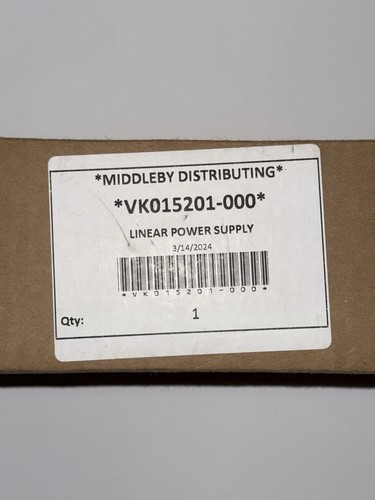 *MIDDLEBY DISTRIBUTING*
*VK015201-000*
LINEAR POWER SUPPLY
3/14/2024
*VK015201-000*
Qty: 1